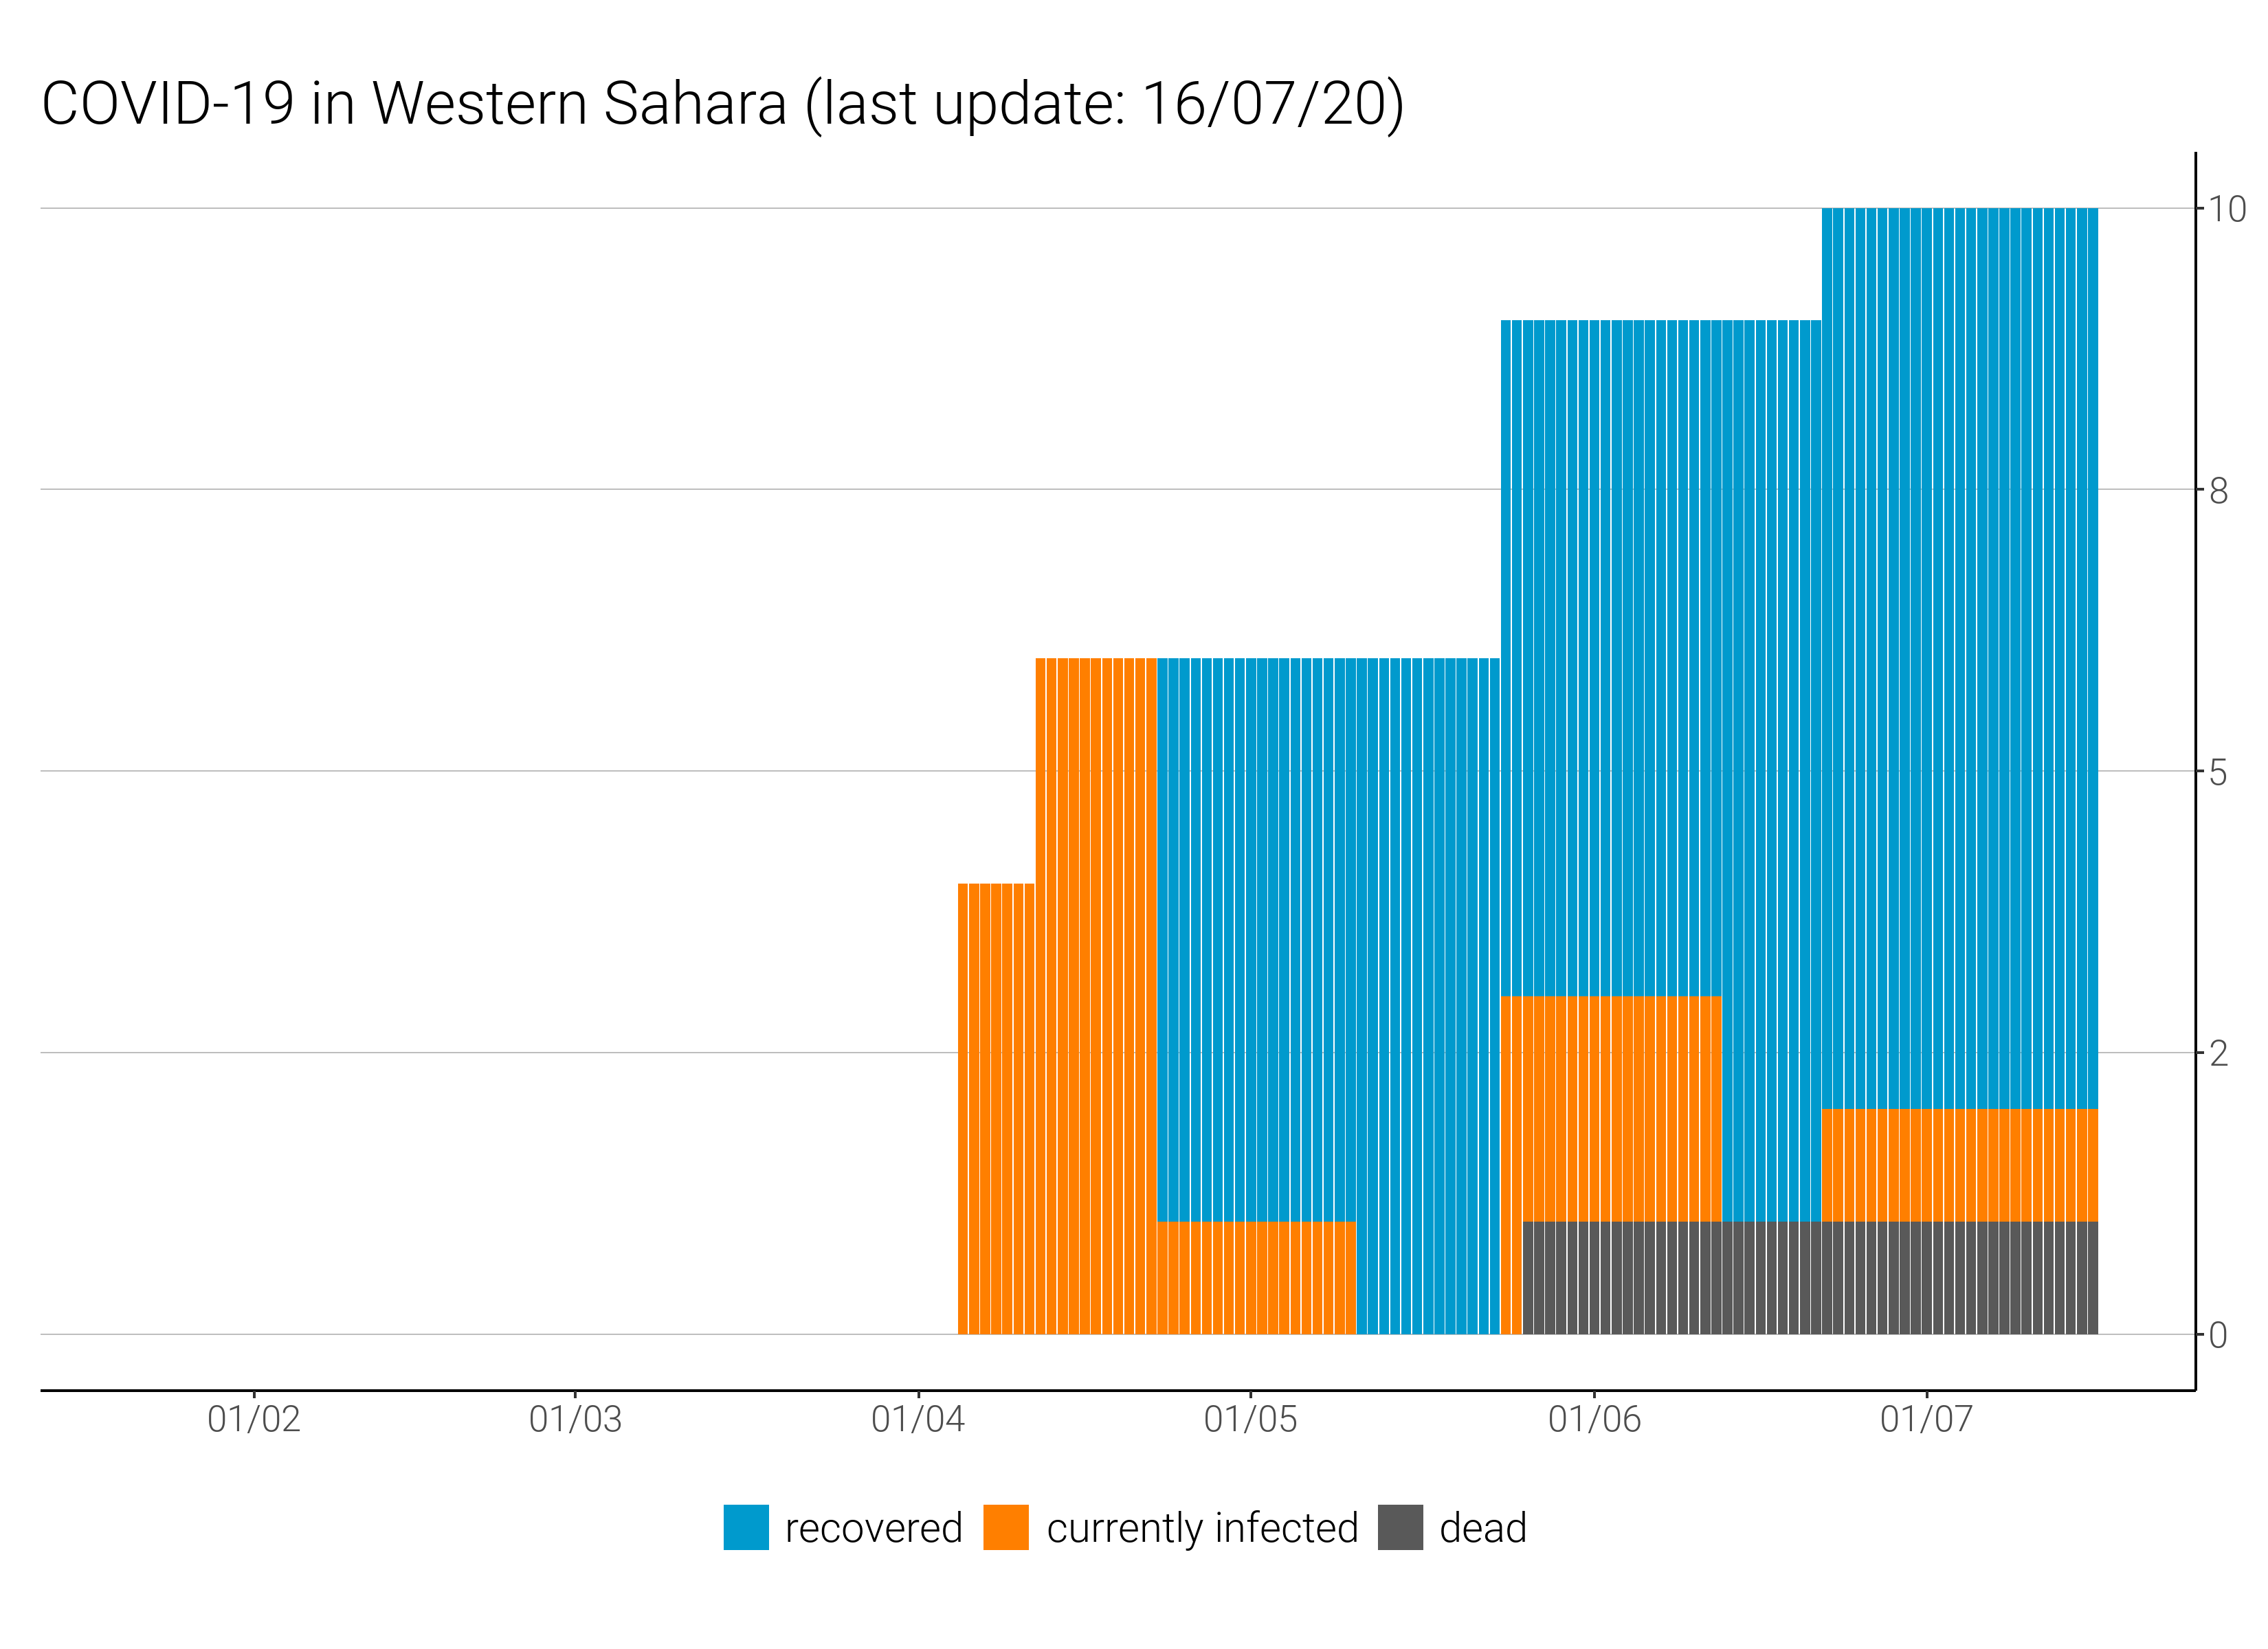 COVID-19 in Western Sahara (last update: 16/07/20)
10
8
5
2
0
01/02 01/03 01/04 01/05 01/06 01/07
recovered currently infected dead